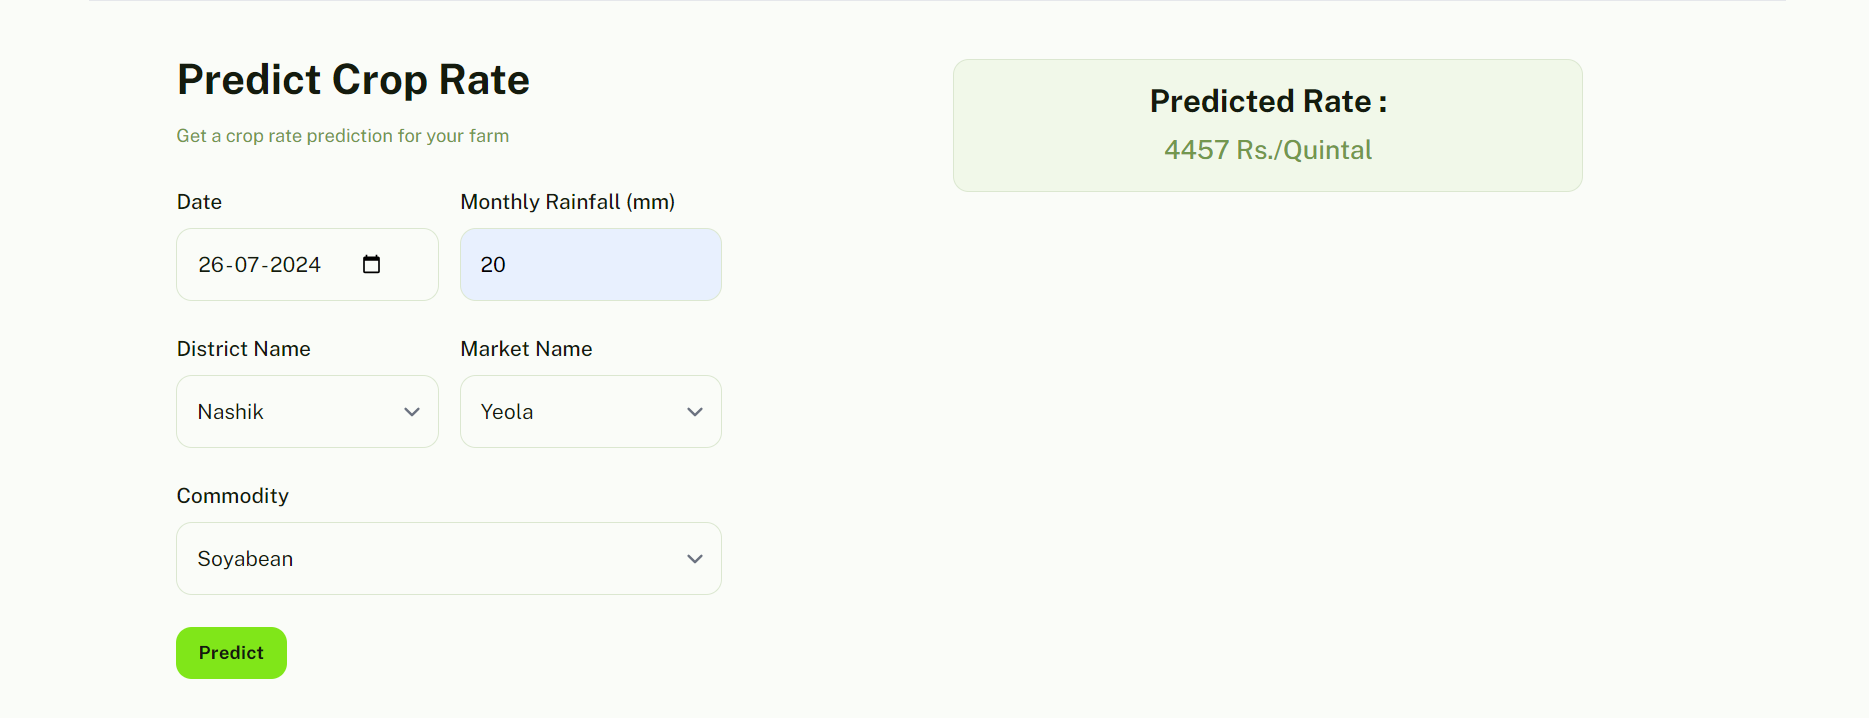 Predict Crop Rate
Get a crop rate prediction for your farm
Date
Monthly Rainfall (mm)
26-07-2024
20
District Name
Market Name
Nashik
Yeola
Commodity
Soyabean
Predict
Predicted Rate :
4457 Rs./Quintal